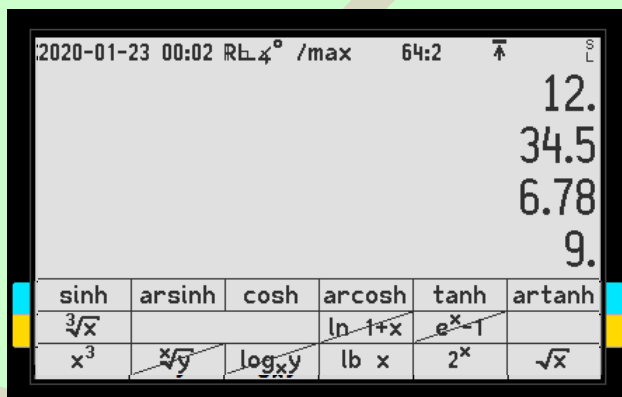 2020-01-23 00:02 R∟∡° /max 64:2 S L
12.
34.5
6.78
9.
sinh arsinh cosh arcosh tanh artanh
∛x ln 1+x eˣ-1
x³ ˣ√y logₓy lb x 2ˣ √x